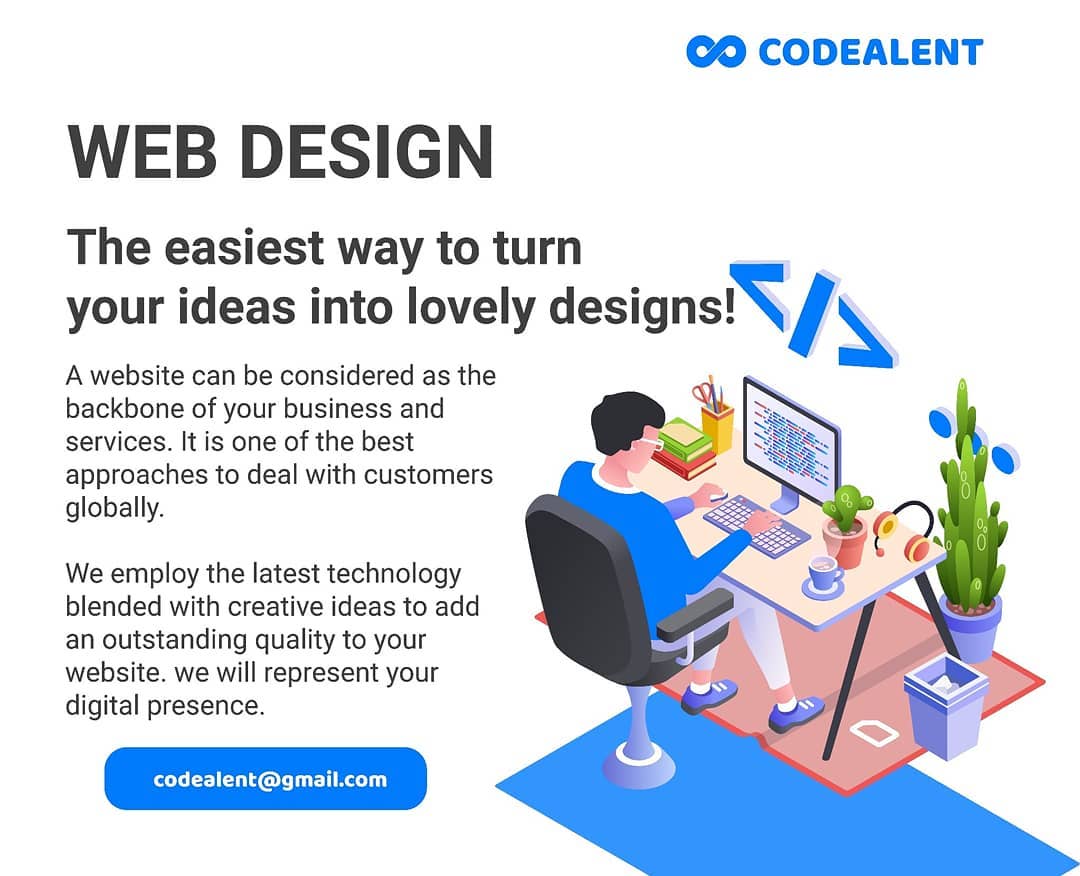 CODEALENT
WEB DESIGN
The easiest way to turn
your ideas into lovely designs!
A website can be considered as the
backbone of your business and
services. It is one of the best
approaches to deal with customers
globally.
We employ the latest technology
blended with creative ideas to add
an outstanding quality to your
website. we will represent your
digital presence.
codealent@gmail.com